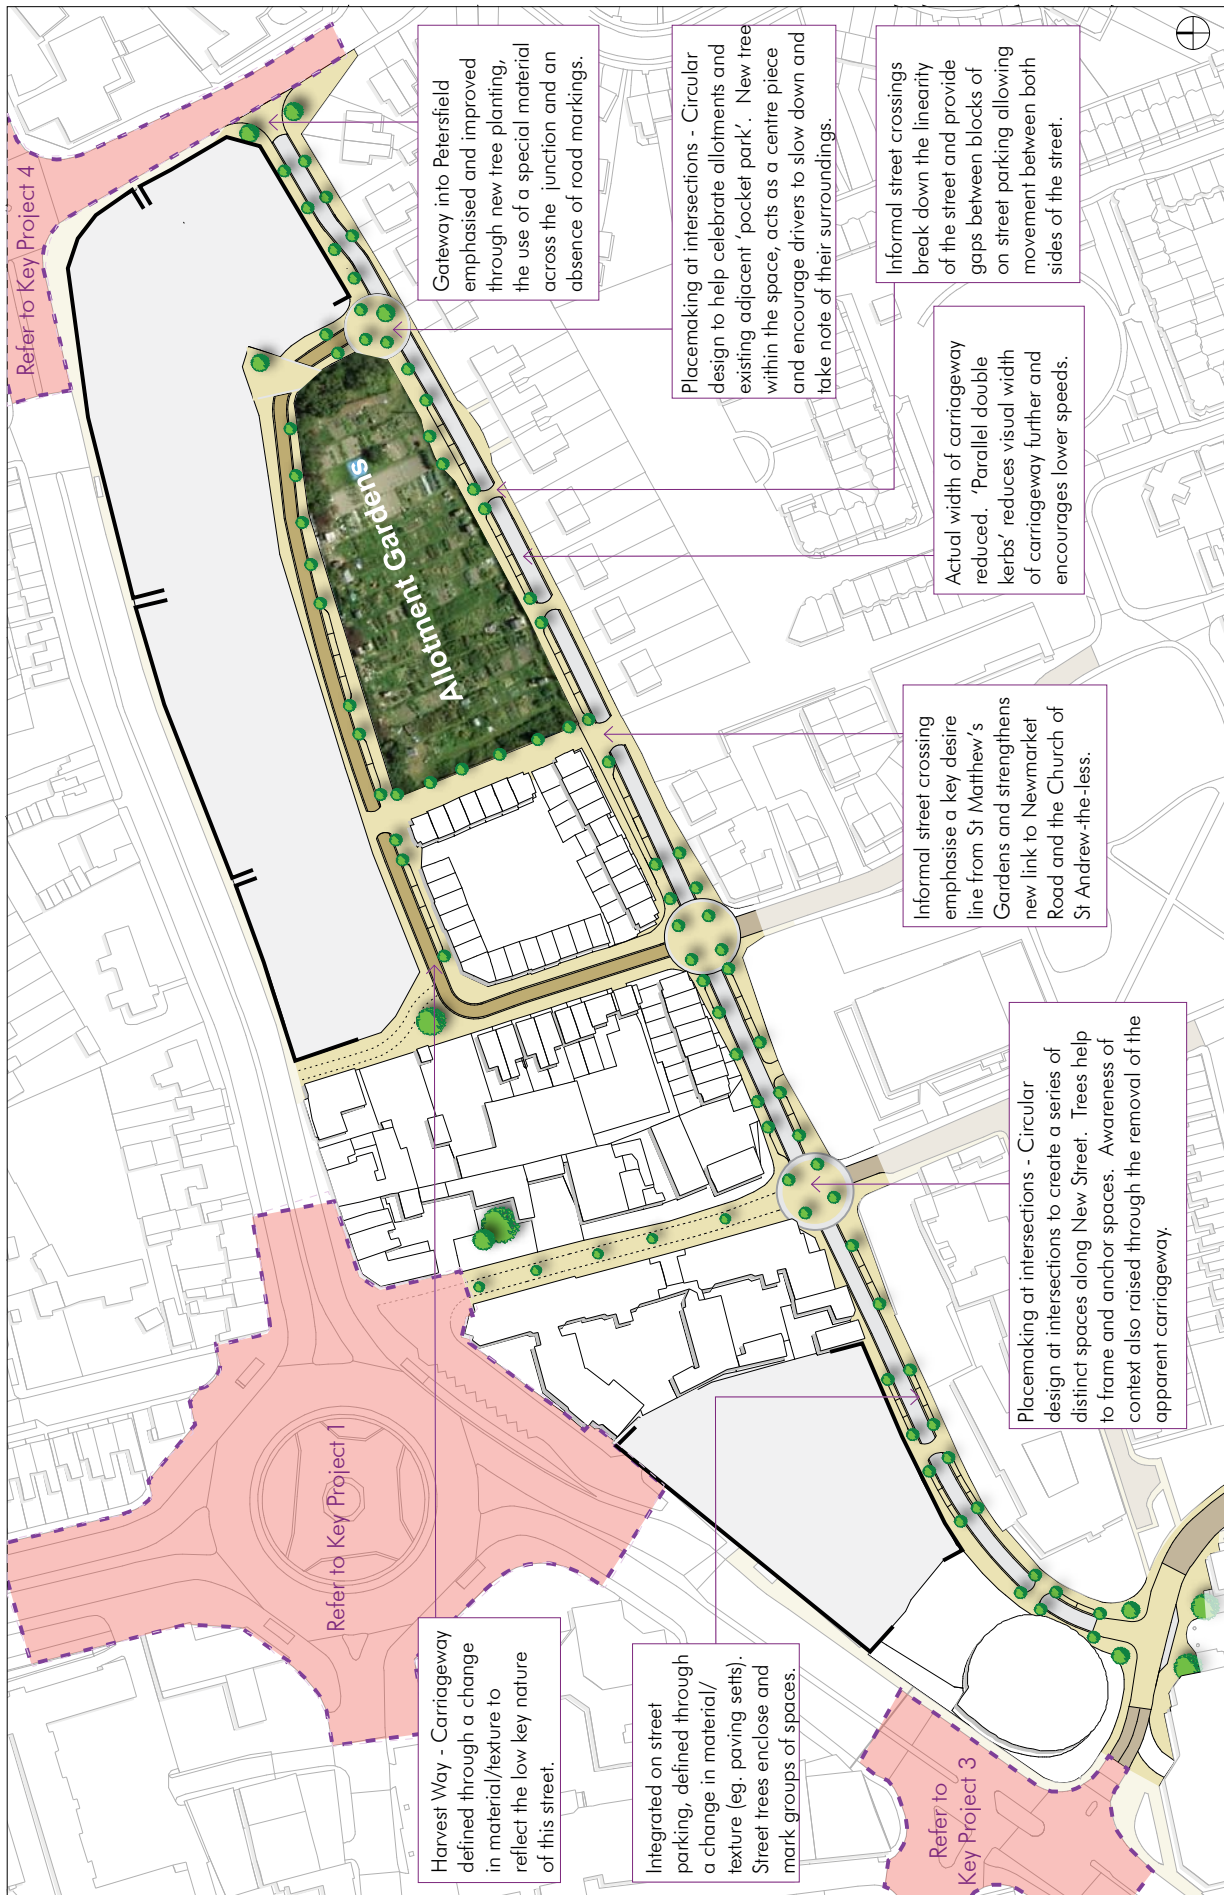 Refer to Key Project 4
Gateway into Petersfield
emphasised and improved
through new tree planting,
the use of a special material
across the junction and an
absence of road markings.
Placemaking at intersections - Circular
design to help celebrate allotments and
existing adjacent 'pocket park'. New tree
within the space, acts as a centre piece
and encourage drivers to slow down and
take note of their surroundings.
Informal street crossings
break down the linearity
of the street and provide
gaps between blocks of
on street parking allowing
movement between both
sides of the street.
Actual width of carriageway
reduced. 'Parallel double
kerbs' reduces visual width
of carriageway further and
encourages lower speeds.
Allotment Gardens
Informal street crossing
emphasise a key desire
line from St Matthew's
Gardens and strengthens
new link to Newmarket
Road and the Church of
St Andrew-the-less.
Placemaking at intersections - Circular
design at intersections to create a series of
distinct spaces along New Street. Trees help
to frame and anchor spaces. Awareness of
context also raised through the removal of the
apparent carriageway.
Refer to Key Project 1
Harvest Way - Carriageway
defined through a change
in material/texture to
reflect the low key nature
of this street.
Integrated on street
parking, defined through
a change in material/
texture (eg. paving setts).
Street trees enclose and
mark groups of spaces.
Refer to
Key Project 3